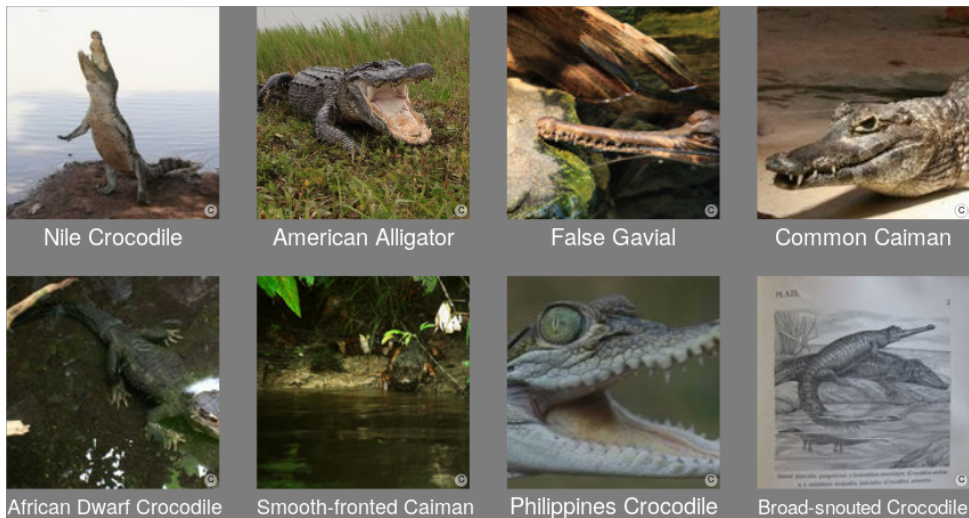 Nile Crocodile
American Alligator
False Gavial
Common Caiman
African Dwarf Crocodile
Smooth-fronted Caiman
Philippines Crocodile
Broad-snouted Crocodile